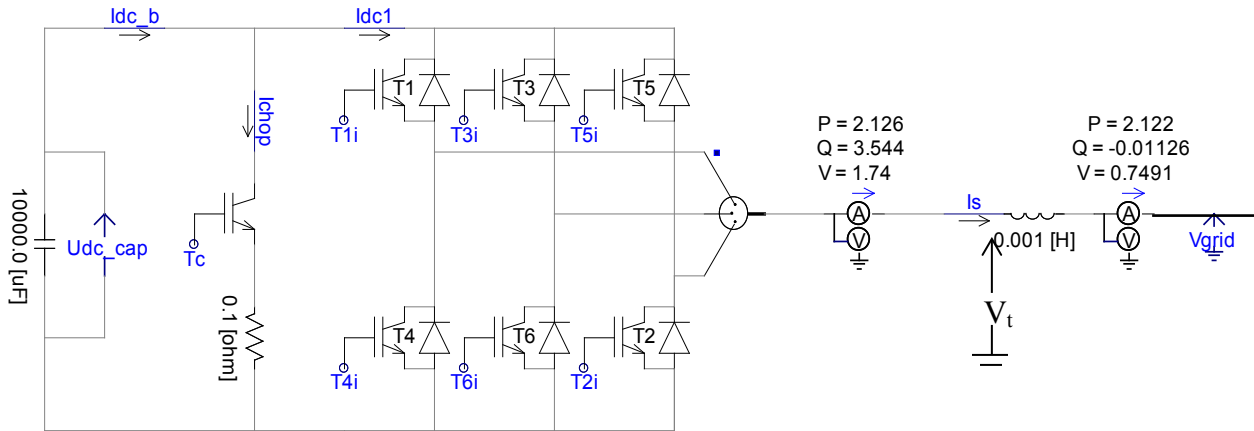 Idc_b
Idc1
T1
T3
T5
Ichop
T1i
T3i
T5i
P = 2.126
Q = 3.544
V = 1.74
P = 2.122
Q = -0.01126
V = 0.7491
10000.0 [uF]
Udc_cap
Tc
A
V
Is
0.001 [H]
A
V
Vgrid
0.1 [ohm]
Vt
T4
T6
T2
T4i
T6i
T2i